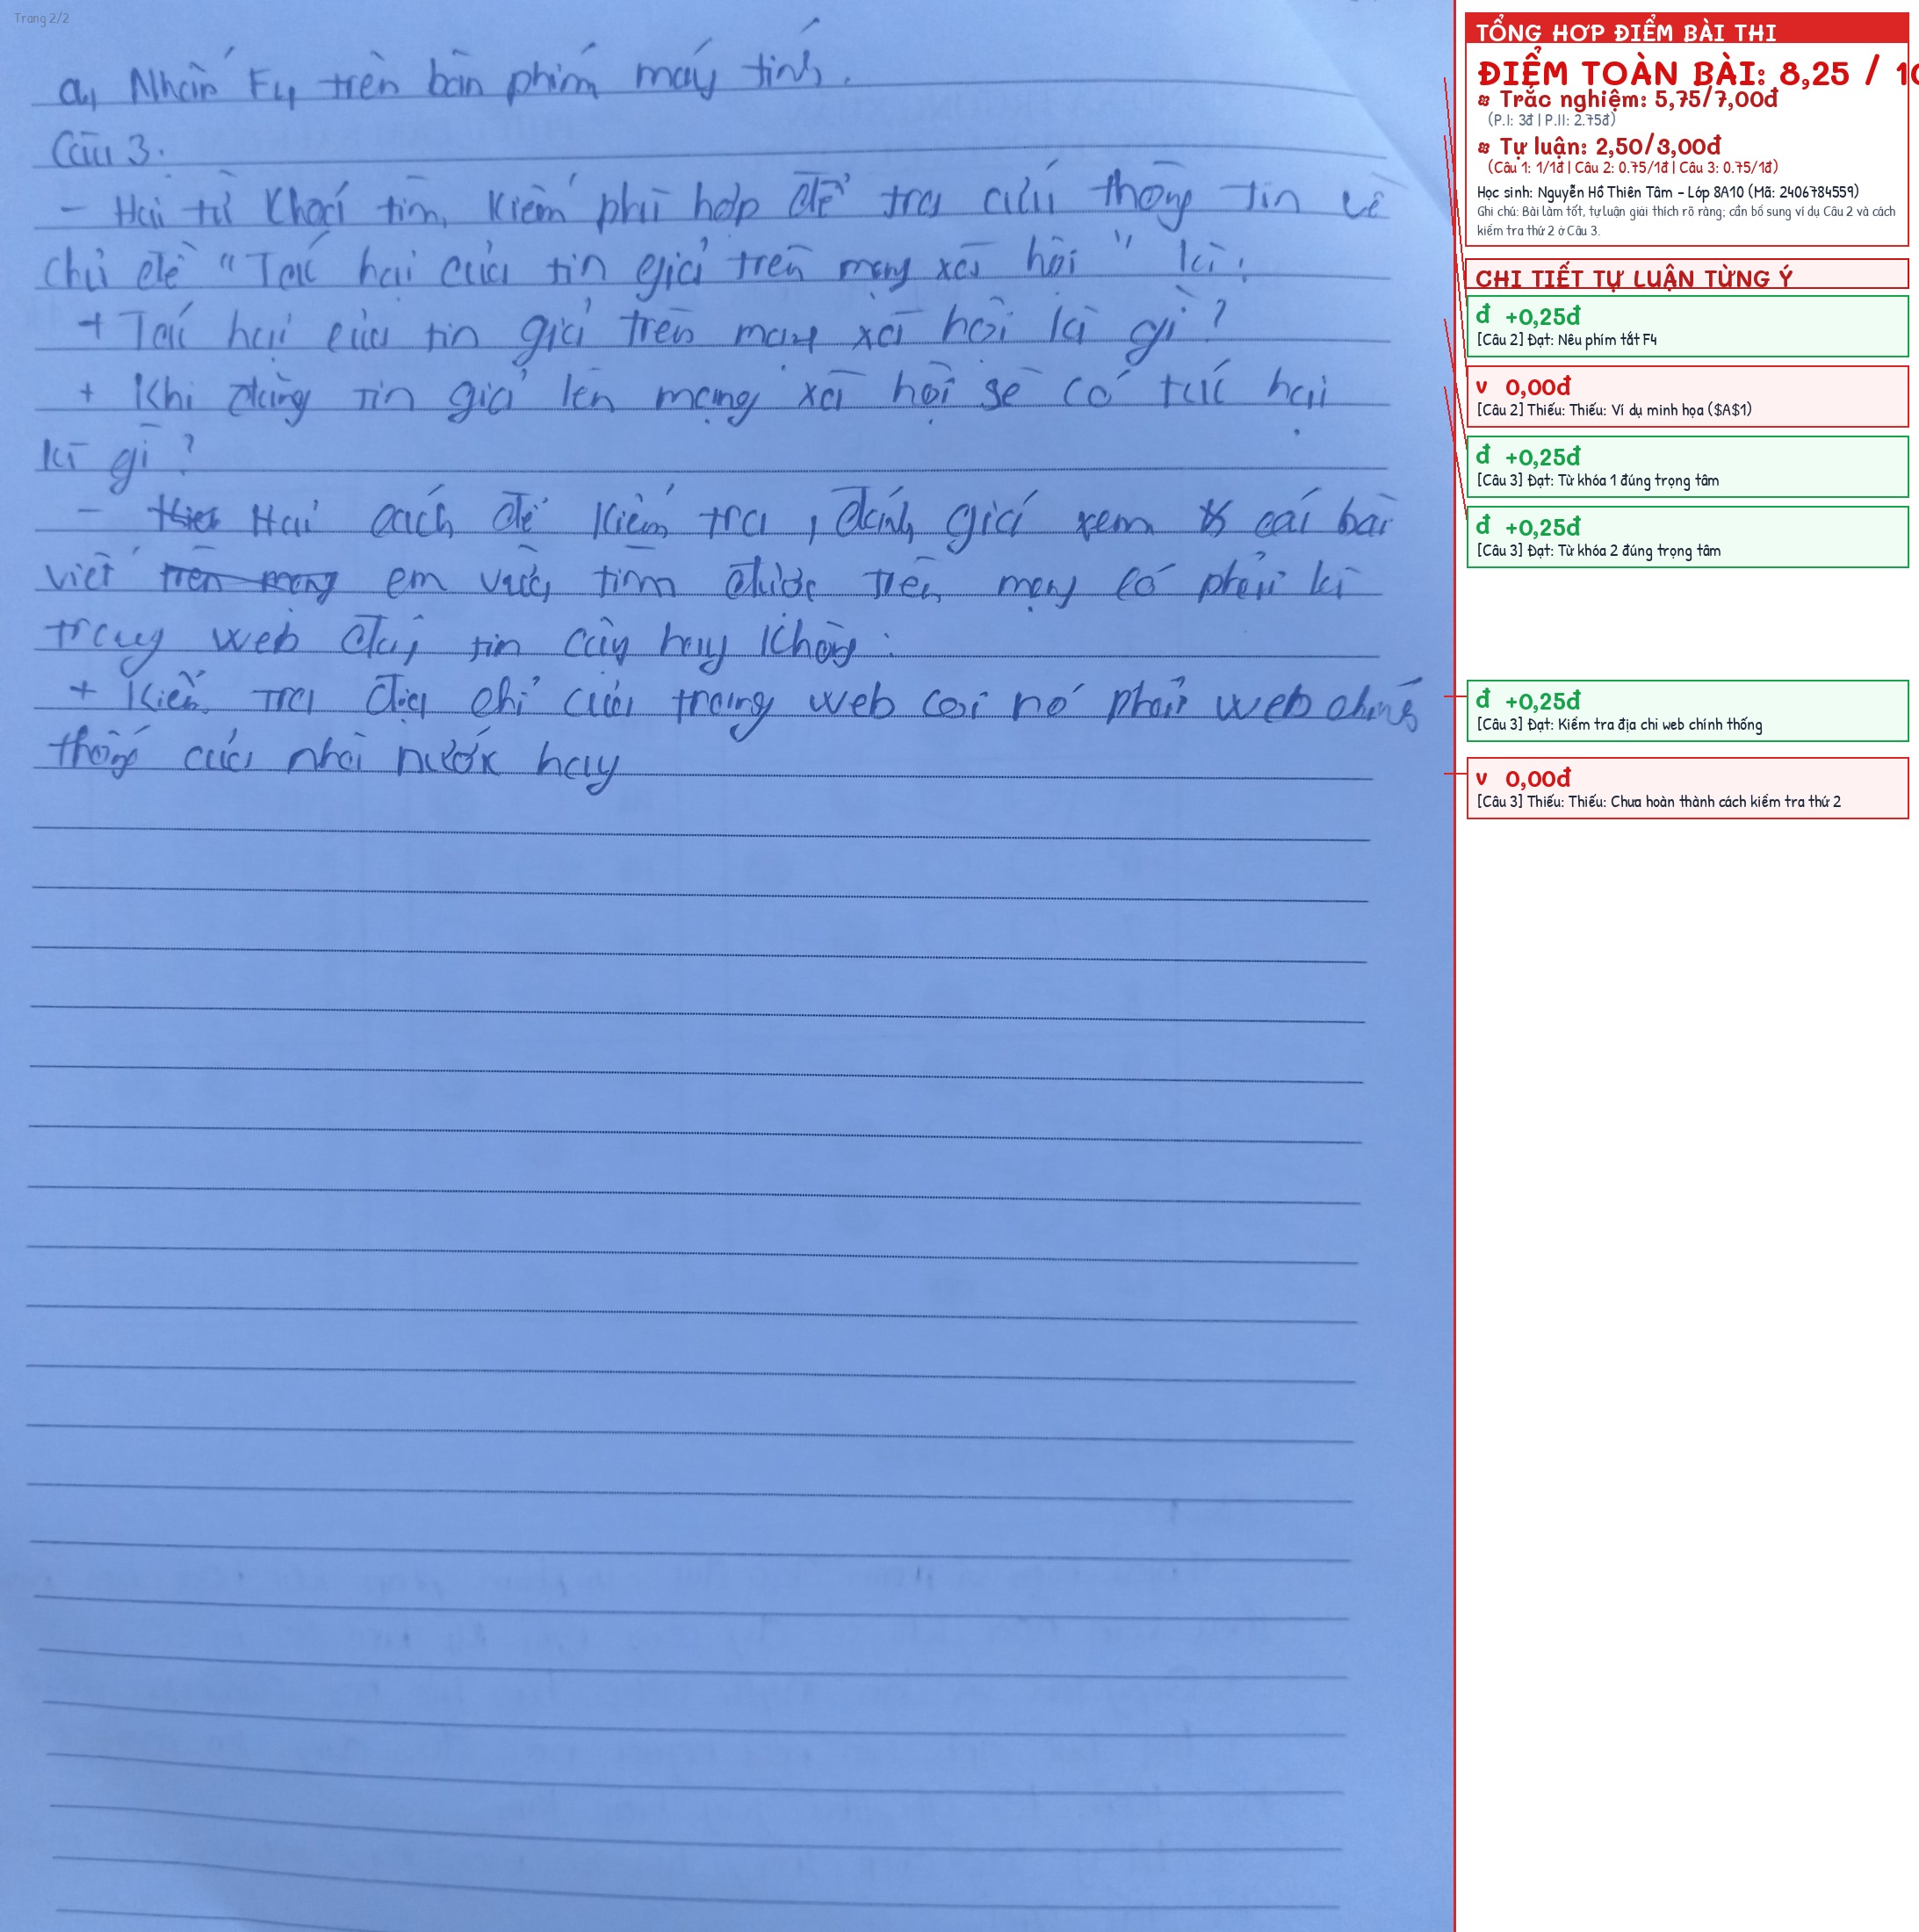 Trang 2/2
a, Nhấn F4 trên bàn phím máy tính.
Câu 3.
- Hai từ khoá tìm kiếm phù hợp để tra cứu thông tin về
chủ đề "Tác hại của tin giả trên mạng xã hội" là:
+ Tác hại của tin giả trên mạng xã hội là gì?
+ Khi đăng tin giả lên mạng xã hội sẽ có tác hại
là gì?
- Hai cách để kiểm tra, đánh giá xem cái bài
viết trên mạng em vừa tìm được trên mạng có phải là
trang web đáng tin cậy hay không:
+ Kiểm tra địa chỉ của trang web coi nó phải web chính
thống của nhà nước hay
TỔNG HỢP ĐIỂM BÀI THI
ĐIỂM TOÀN BÀI: 8,25 / 10
Trắc nghiệm: 5,75/7,00đ
(P.I: 3đ | P.II: 2.75đ)
Tự luận: 2,50/3,00đ
(Câu 1: 1/1đ | Câu 2: 0.75/1đ | Câu 3: 0.75/1đ)
Học sinh: Nguyễn Hồ Thiên Tâm - Lớp 8A10 (Mã: 2406784559)
Ghi chú: Bài làm tốt, tự luận giải thích rõ ràng; cần bổ sung ví dụ Câu 2 và cách
kiểm tra thứ 2 ở Câu 3.
CHI TIẾT TỰ LUẬN TỪNG Ý
đ +0,25đ
[Câu 2] Đạt: Nêu phím tắt F4
v 0,00đ
[Câu 2] Thiếu: Thiếu: Ví dụ minh họa ($A$1)
đ +0,25đ
[Câu 3] Đạt: Từ khóa 1 đúng trọng tâm
đ +0,25đ
[Câu 3] Đạt: Từ khóa 2 đúng trọng tâm
đ +0,25đ
[Câu 3] Đạt: Kiểm tra địa chỉ web chính thống
v 0,00đ
[Câu 3] Thiếu: Thiếu: Chưa hoàn thành cách kiểm tra thứ 2